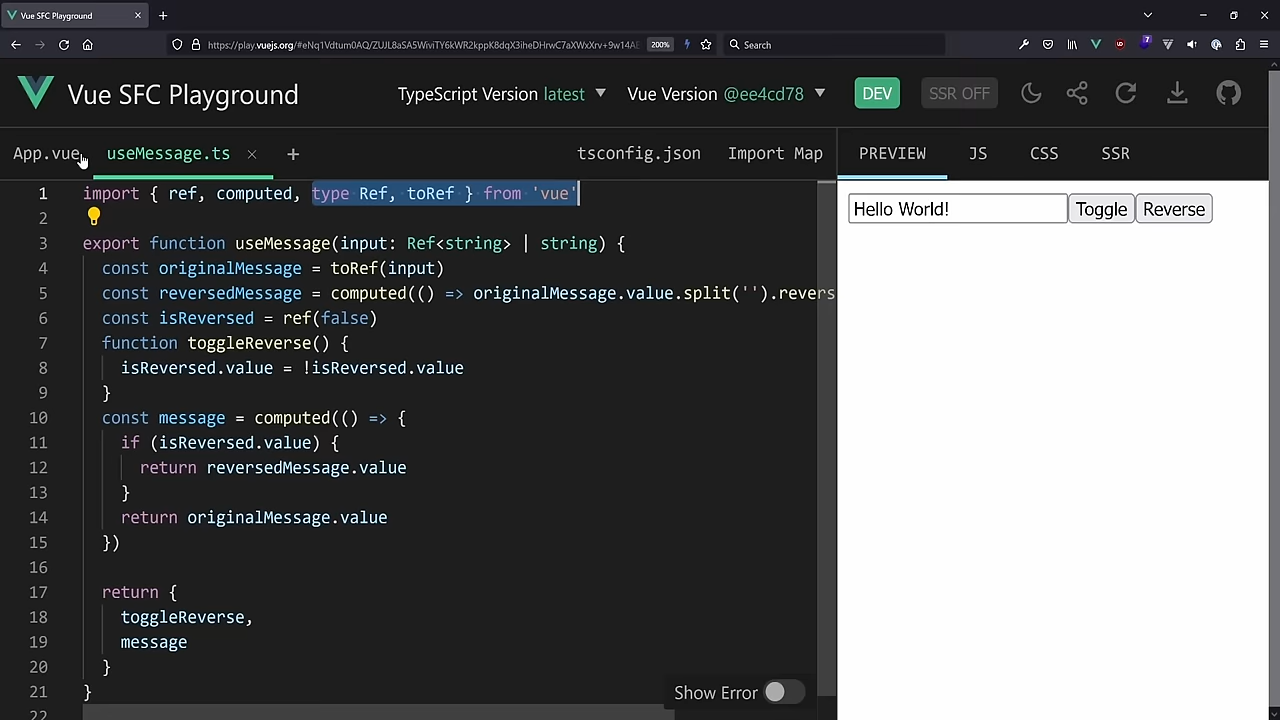 Vue SFC Playground
https://play.vuejs.org/#eNq1Vdtum0AQ/ZUJL8aSA5WiviTY6kWR2kppK8dqX3iheDHrwC7aXWxXrv+9w14AE
200%
Search
7
Vue SFC Playground
TypeScript Version latest
Vue Version @ee4cd78
DEV
SSR OFF
App.vue
useMessage.ts
tsconfig.json
Import Map
PREVIEW
JS
CSS
SSR
1 import { ref, computed, type Ref, toRef } from 'vue'
2
3 export function useMessage(input: Ref<string> | string) {
4 const originalMessage = toRef(input)
5 const reversedMessage = computed(() => originalMessage.value.split('').revers
6 const isReversed = ref(false)
7 function toggleReverse() {
8 isReversed.value = !isReversed.value
9 }
10 const message = computed(() => {
11 if (isReversed.value) {
12 return reversedMessage.value
13 }
14 return originalMessage.value
15 })
16
17 return {
18 toggleReverse,
19 message
20 }
21 }
22
Show Error
Hello World!
Toggle
Reverse